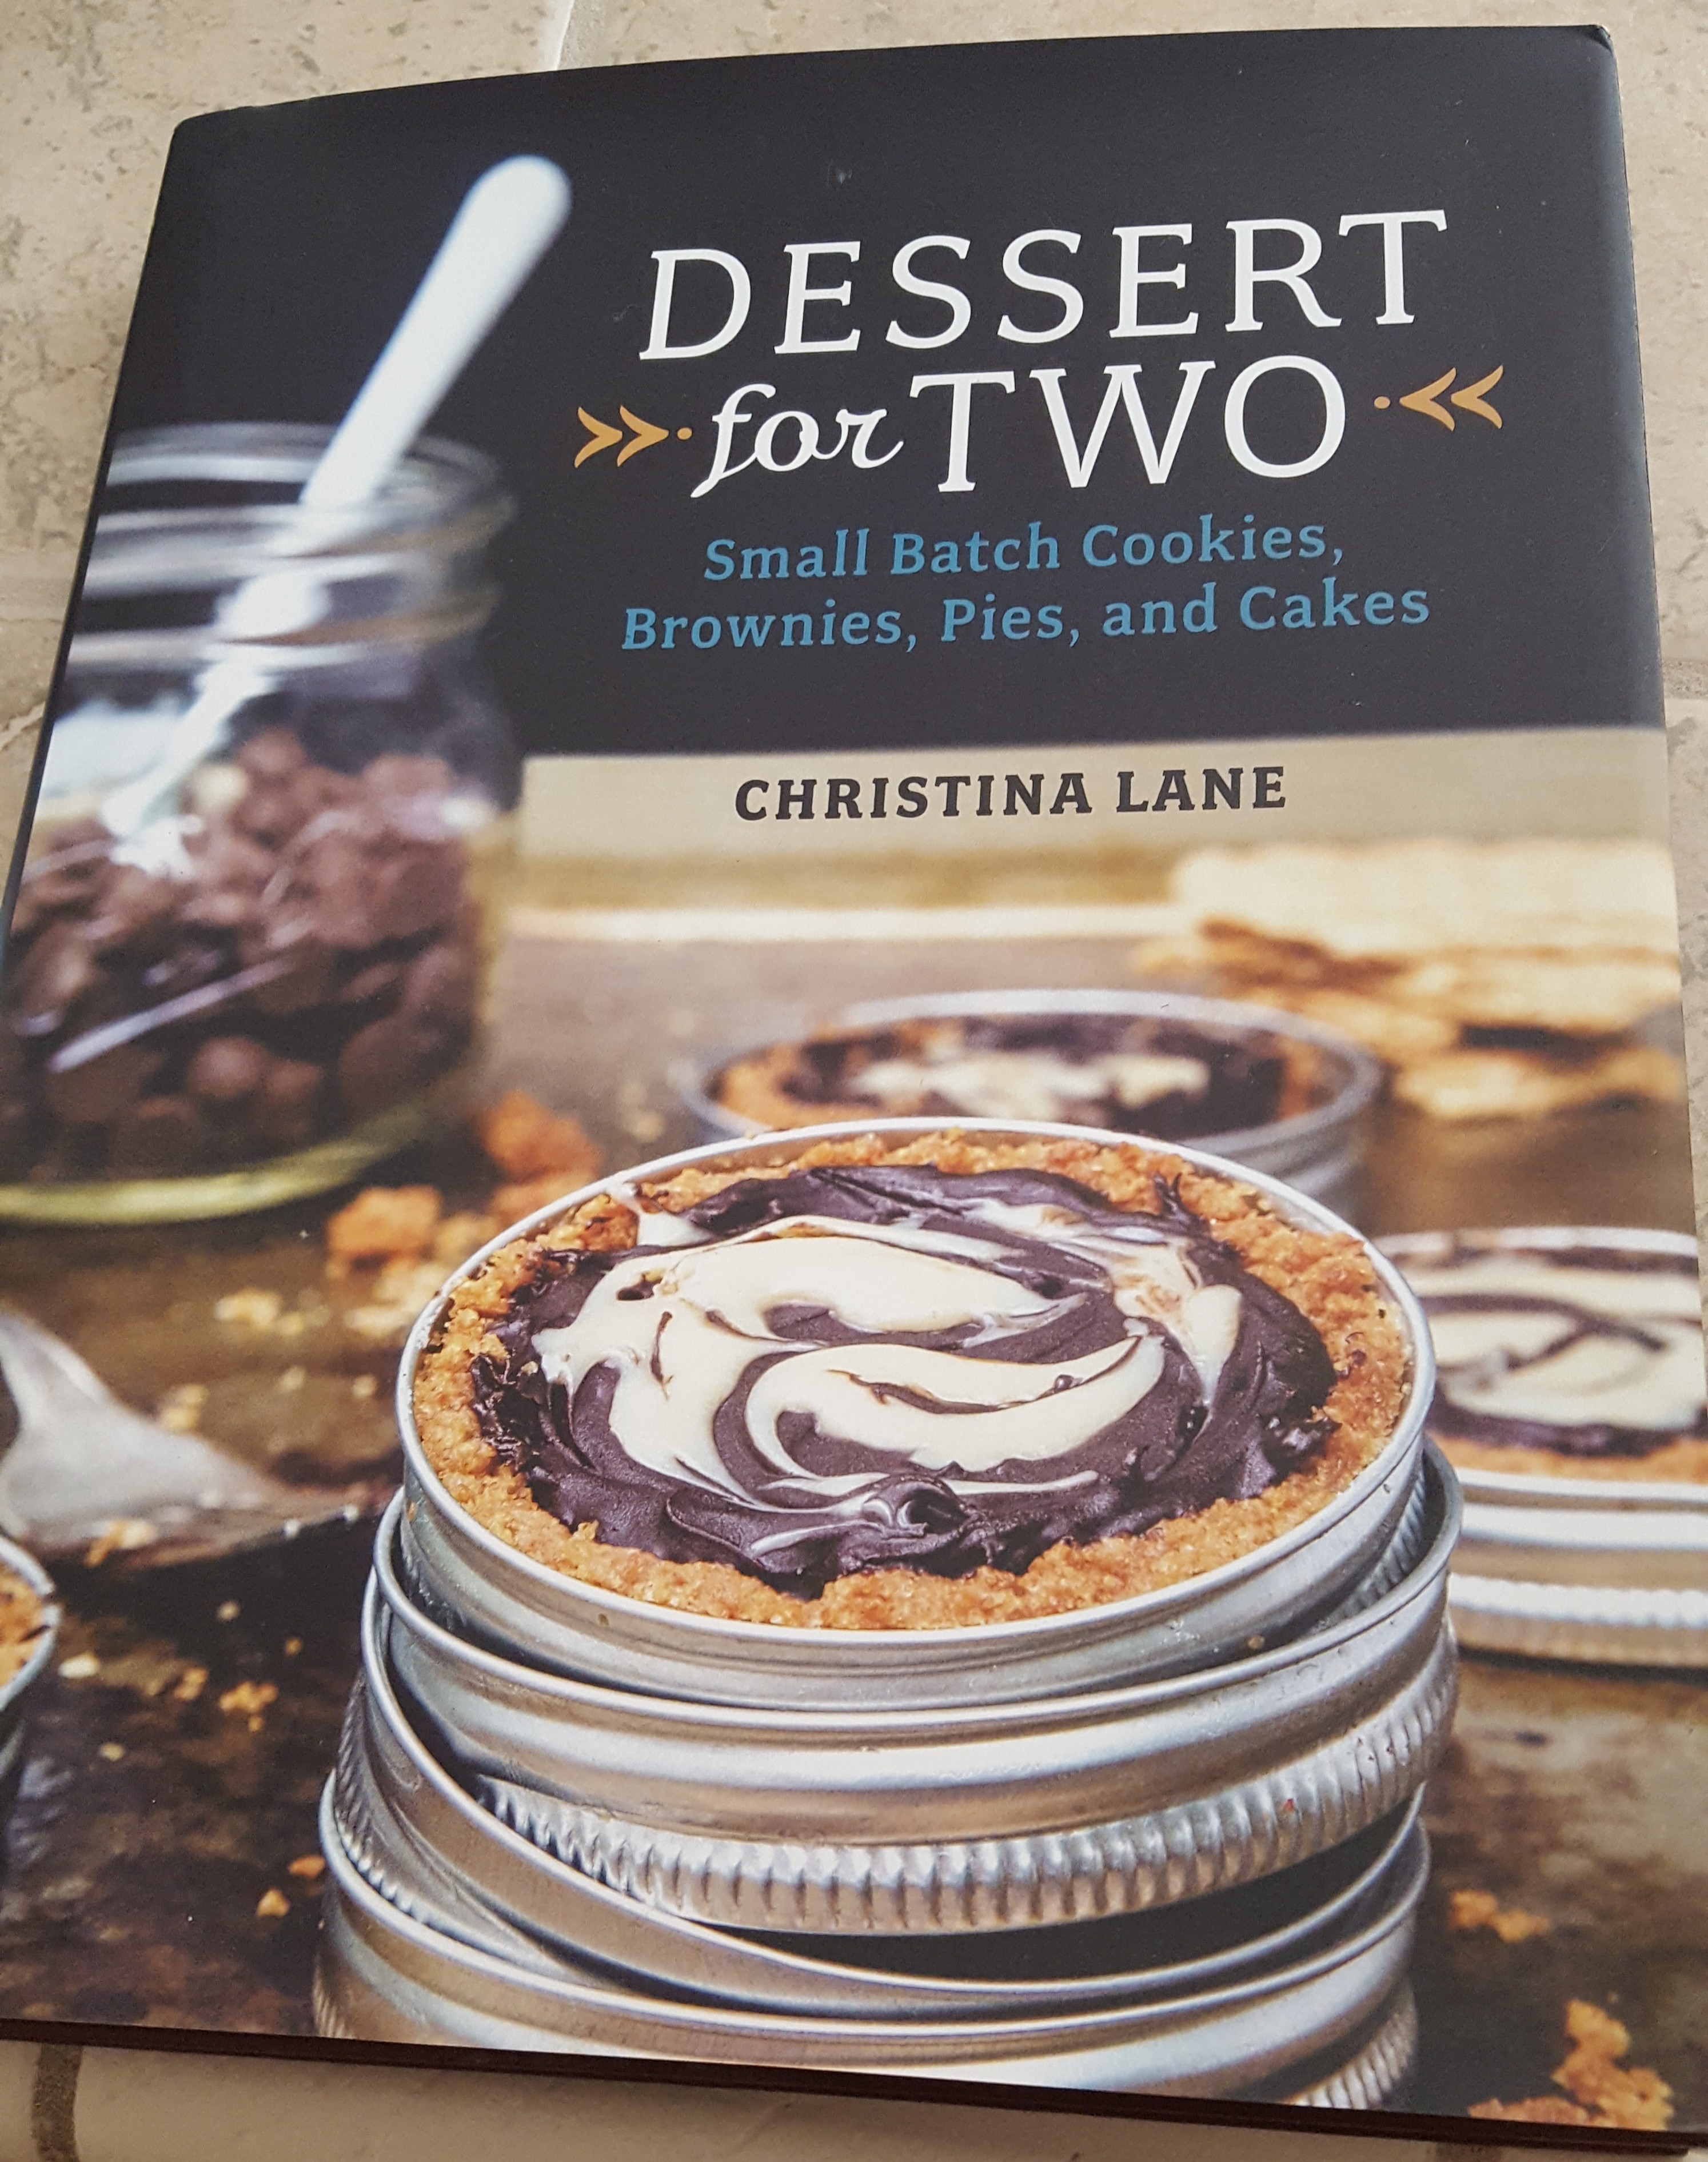 DESSERT
for TWO
Small Batch Cookies,
Brownies, Pies, and Cakes
CHRISTINA LANE